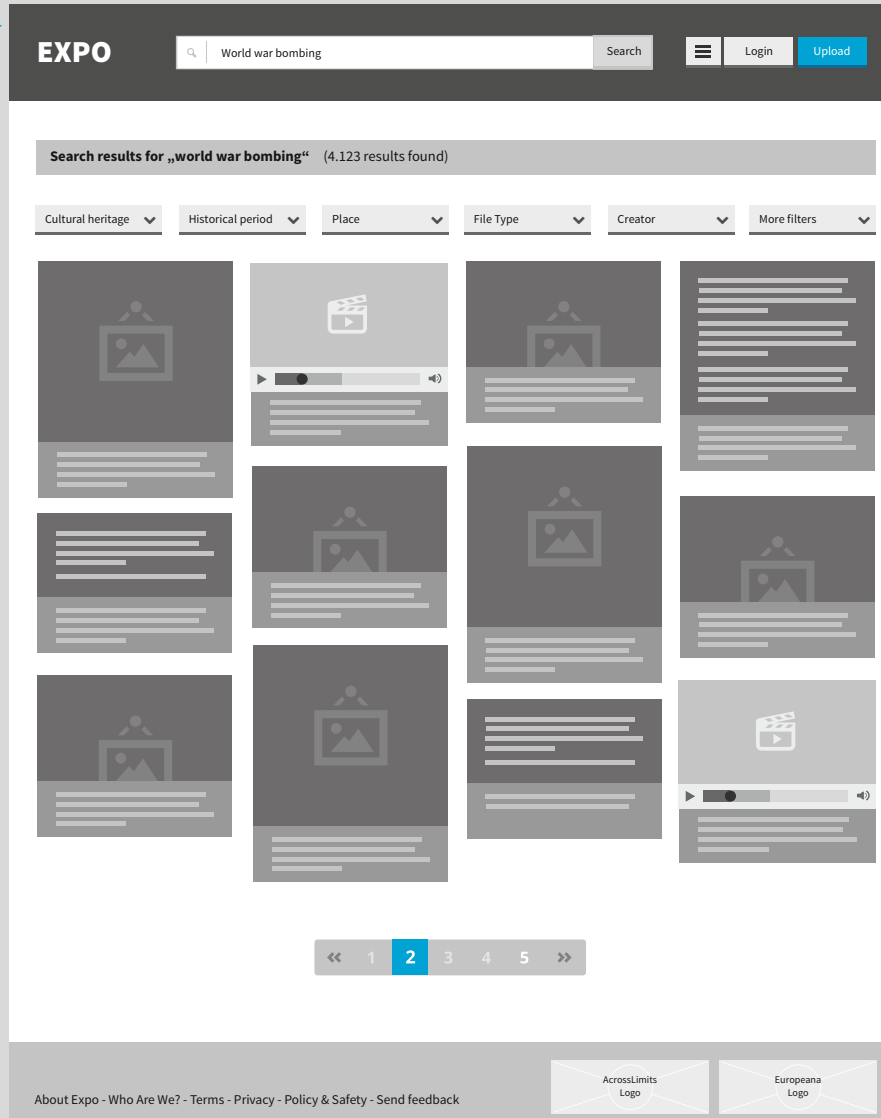 EXPO
World war bombing
Search
Login
Upload
Search results for „world war bombing“ (4.123 results found)
Cultural heritage
Historical period
Place
File Type
Creator
More filters
« 1 2 3 4 5 »
AcrossLimits
Logo
Europeana
Logo
About Expo - Who Are We? - Terms - Privacy - Policy & Safety - Send feedback